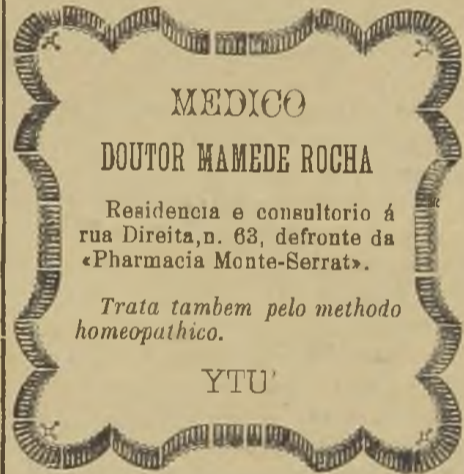 MEDICO
DOUTOR MAMEDE ROCHA
Residencia e consultorio á
rua Direita, n. 63, defronte da
«Pharmacia Monte-Serrat».
Trata tambem pelo methodo
homeopathico.
YTU'